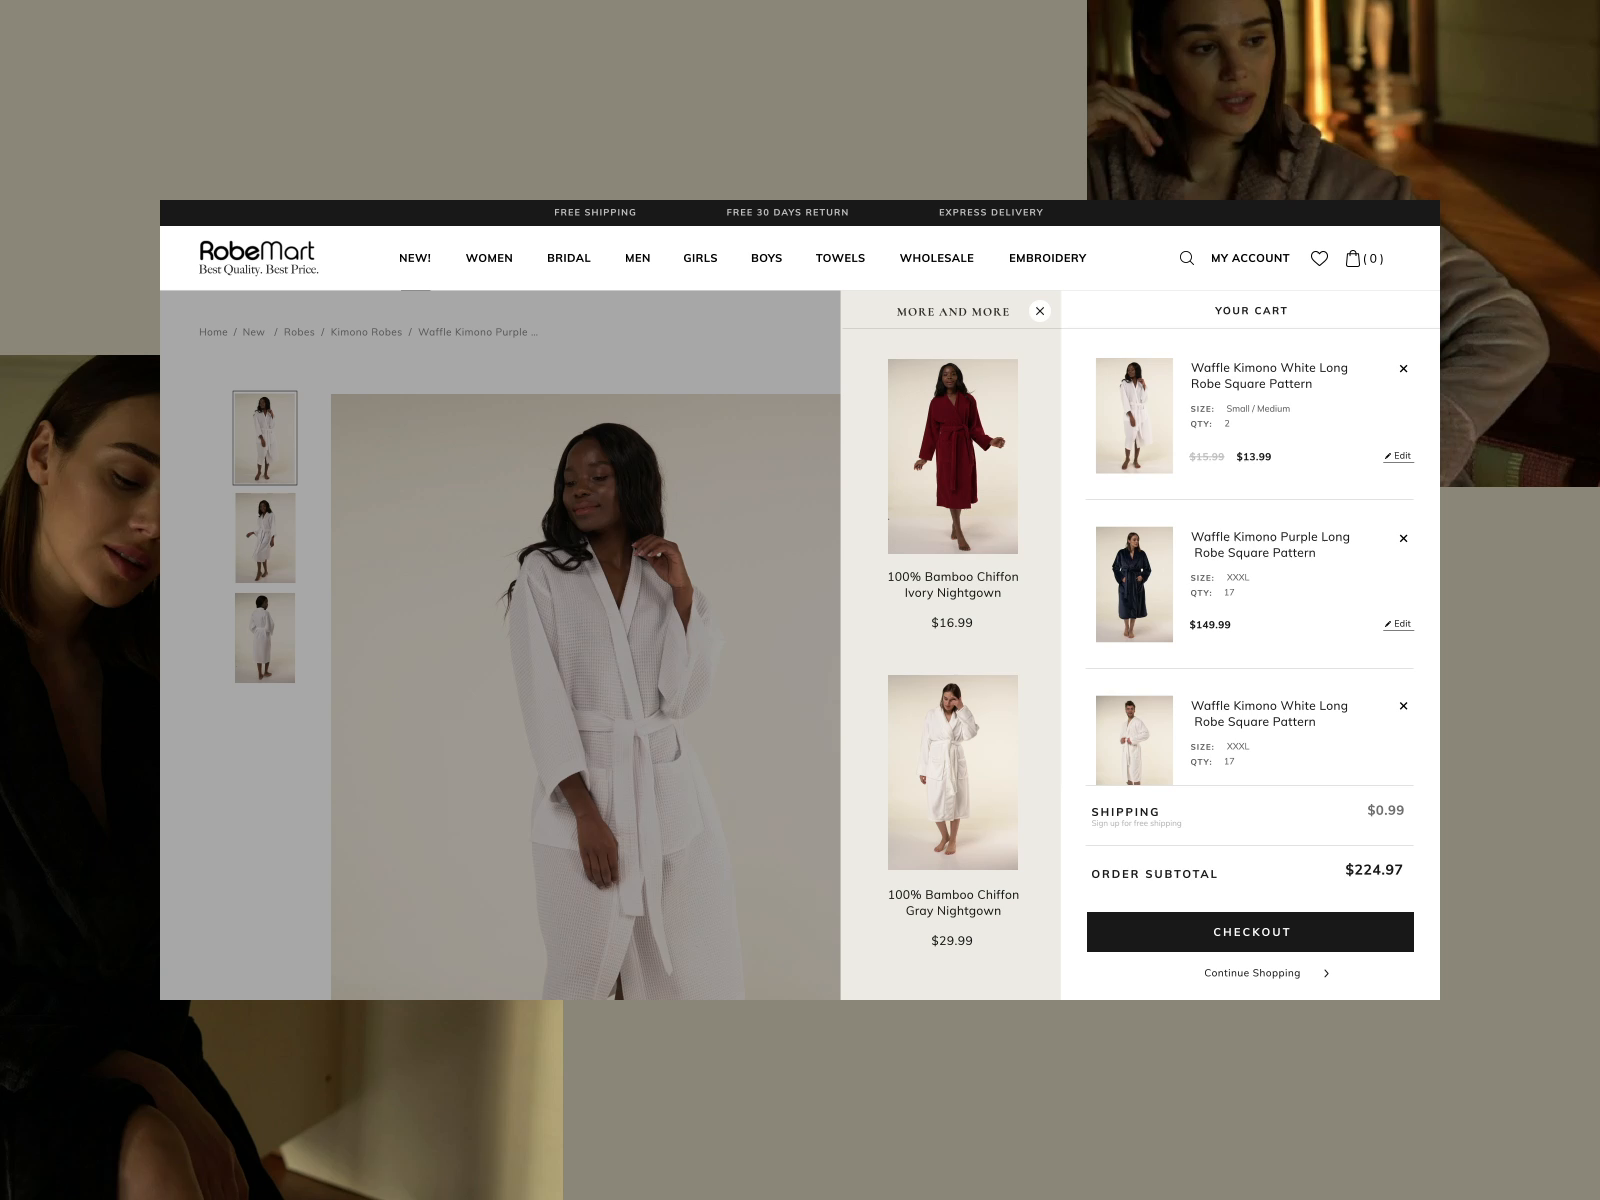 FREE SHIPPING
FREE 30 DAYS RETURN
EXPRESS DELIVERY
RobeMart
Best Quality. Best Price.
NEW!
WOMEN
BRIDAL
MEN
GIRLS
BOYS
TOWELS
WHOLESALE
EMBROIDERY
MY ACCOUNT
( 0 )
Home / New / Robes / Kimono Robes / Waffle Kimono Purple ...
MORE AND MORE
100% Bamboo Chiffon
Ivory Nightgown
$16.99
100% Bamboo Chiffon
Gray Nightgown
$29.99
YOUR CART
Waffle Kimono White Long
Robe Square Pattern
SIZE: Small / Medium
QTY: 2
$15.99 $13.99
Edit
Waffle Kimono Purple Long
Robe Square Pattern
SIZE: XXXL
QTY: 17
$149.99
Edit
Waffle Kimono White Long
Robe Square Pattern
SIZE: XXXL
QTY: 17
SHIPPING
$0.99
Sign up for free shipping
ORDER SUBTOTAL
$224.97
CHECKOUT
Continue Shopping